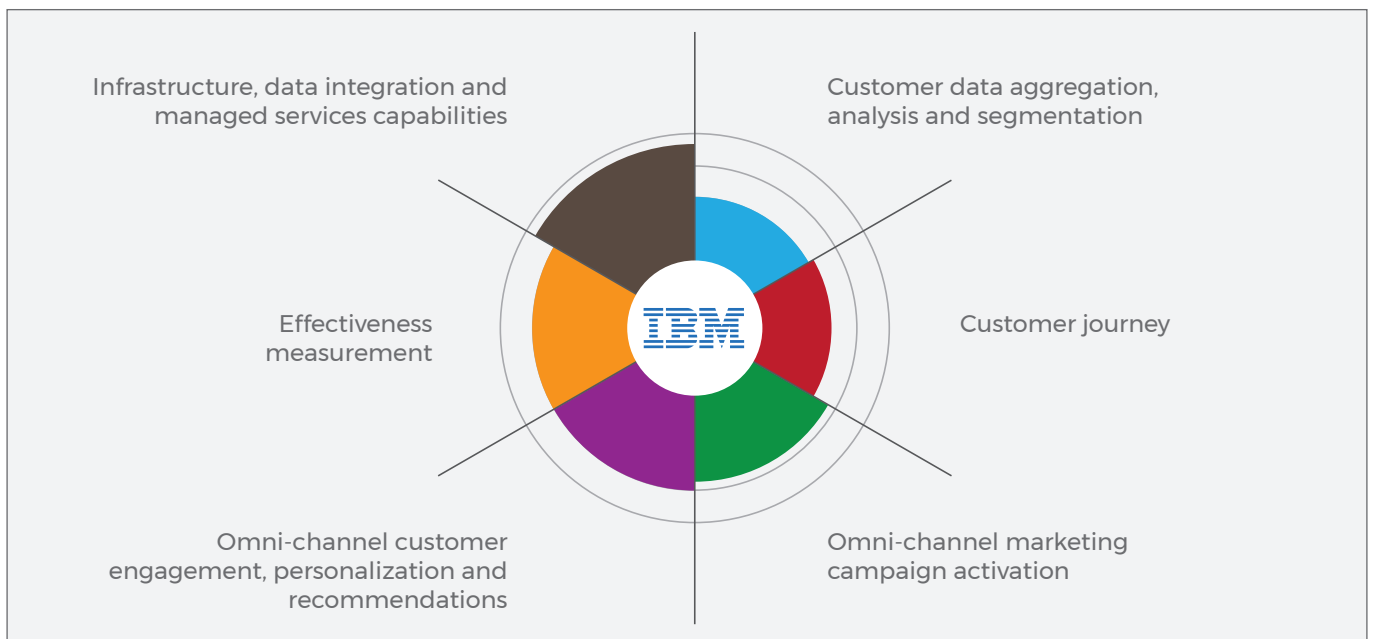 Infrastructure, data integration and
managed services capabilities
Customer data aggregation,
analysis and segmentation
Effectiveness
measurement
IBM
Customer journey
Omni-channel customer
engagement, personalization and
recommendations
Omni-channel marketing
campaign activation